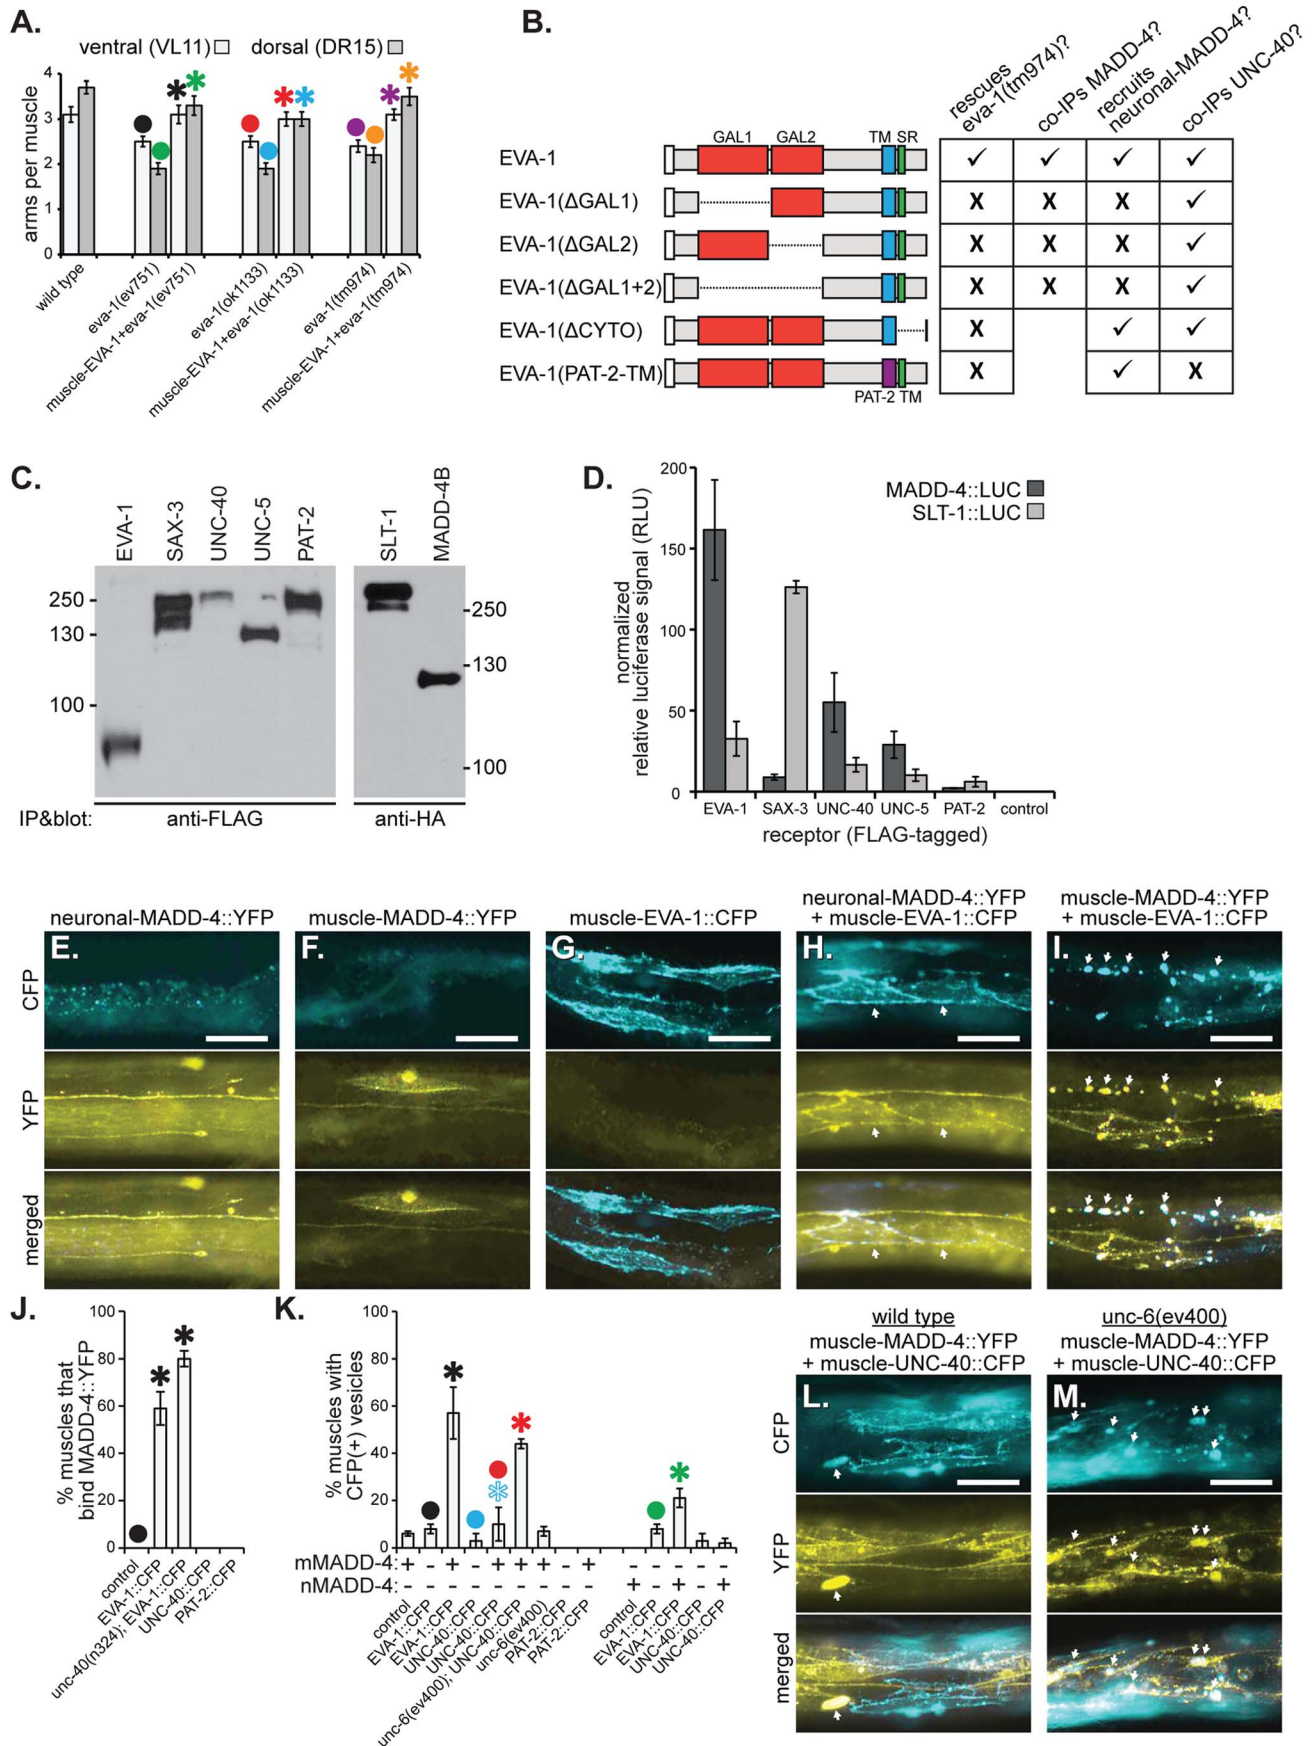 A.
ventral (VL11) dorsal (DR15)
arms per muscle
4
3
2
1
0
wild type
eva-1(ev751)
muscle-EVA-1+eva-1(ev751)
eva-1(ok1133)
muscle-EVA-1+eva-1(ok1133)
eva-1(tm974)
muscle-EVA-1+eva-1(tm974)
B.
rescues
eva-1(tm974)?
co-IPs MADD-4?
recruits
neuronal-MADD-4?
co-IPs UNC-40?
GAL1 GAL2 TM SR
EVA-1 ✓ ✓ ✓ ✓
EVA-1(ΔGAL1) X X X ✓
EVA-1(ΔGAL2) X X X ✓
EVA-1(ΔGAL1+2) X X X ✓
EVA-1(ΔCYTO) X ✓ ✓
EVA-1(PAT-2-TM) X ✓ X
PAT-2 TM
C.
EVA-1
SAX-3
UNC-40
UNC-5
PAT-2
SLT-1
MADD-4B
250
130
100
250
130
100
IP&blot: anti-FLAG anti-HA
D.
MADD-4::LUC
SLT-1::LUC
normalized
relative luciferase signal (RLU)
200
150
100
50
0
EVA-1 SAX-3 UNC-40 UNC-5 PAT-2 control
receptor (FLAG-tagged)
neuronal-MADD-4::YFP
muscle-MADD-4::YFP
muscle-EVA-1::CFP
neuronal-MADD-4::YFP
+ muscle-EVA-1::CFP
muscle-MADD-4::YFP
+ muscle-EVA-1::CFP
E.
F.
G.
H.
I.
CFP
YFP
merged
J.
% muscles that
bind MADD-4::YFP
100
80
60
40
20
0
control
EVA-1::CFP
unc-40(n324); EVA-1::CFP
UNC-40::CFP
PAT-2::CFP
K.
% muscles with
CFP(+) vesicles
100
80
60
40
20
0
mMADD-4: + - + - + + + - + - - - - -
nMADD-4: - - - - - - - - - + - + - +
control
EVA-1::CFP
EVA-1::CFP
UNC-40::CFP
UNC-40::CFP
unc-6(ev400); UNC-40::CFP
unc-6(ev400)
PAT-2::CFP
PAT-2::CFP
control
EVA-1::CFP
EVA-1::CFP
UNC-40::CFP
UNC-40::CFP
wild type
muscle-MADD-4::YFP
+ muscle-UNC-40::CFP
unc-6(ev400)
muscle-MADD-4::YFP
+ muscle-UNC-40::CFP
L.
M.
CFP
YFP
merged